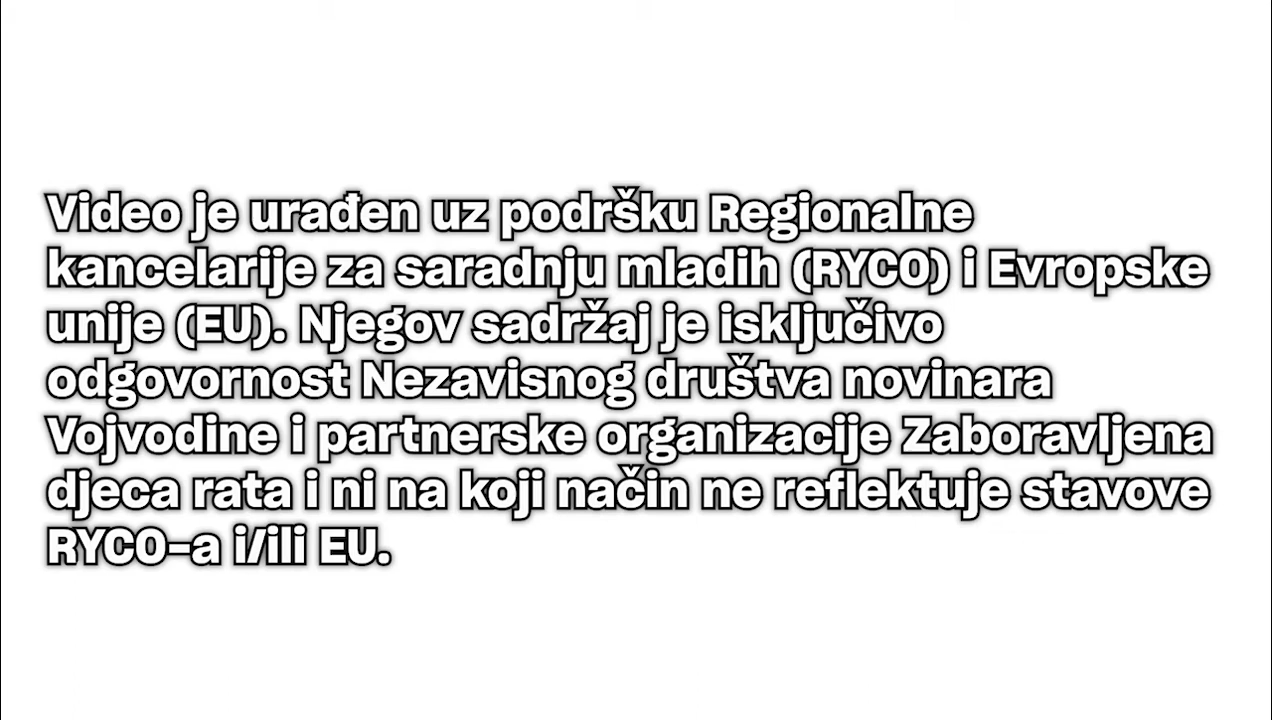 Video je urađen uz podršku Regionalne
kancelarije za saradnju mladih (RYCO) i Evropske
unije (EU). Njegov sadržaj je isključivo
odgovornost Nezavisnog društva novinara
Vojvodine i partnerske organizacije Zaboravljena
djeca rata i ni na koji način ne reflektuje stavove
RYCO-a i/ili EU.